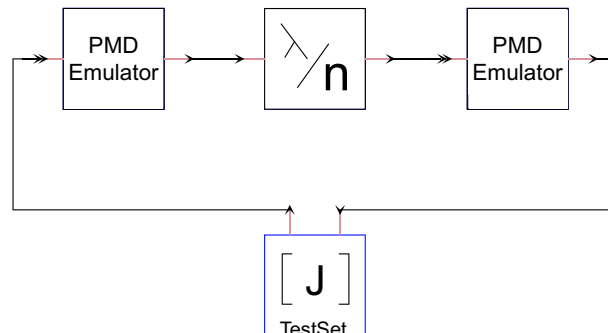 PMD
Emulator
λ/n
PMD
Emulator
[ J ]
TestSet